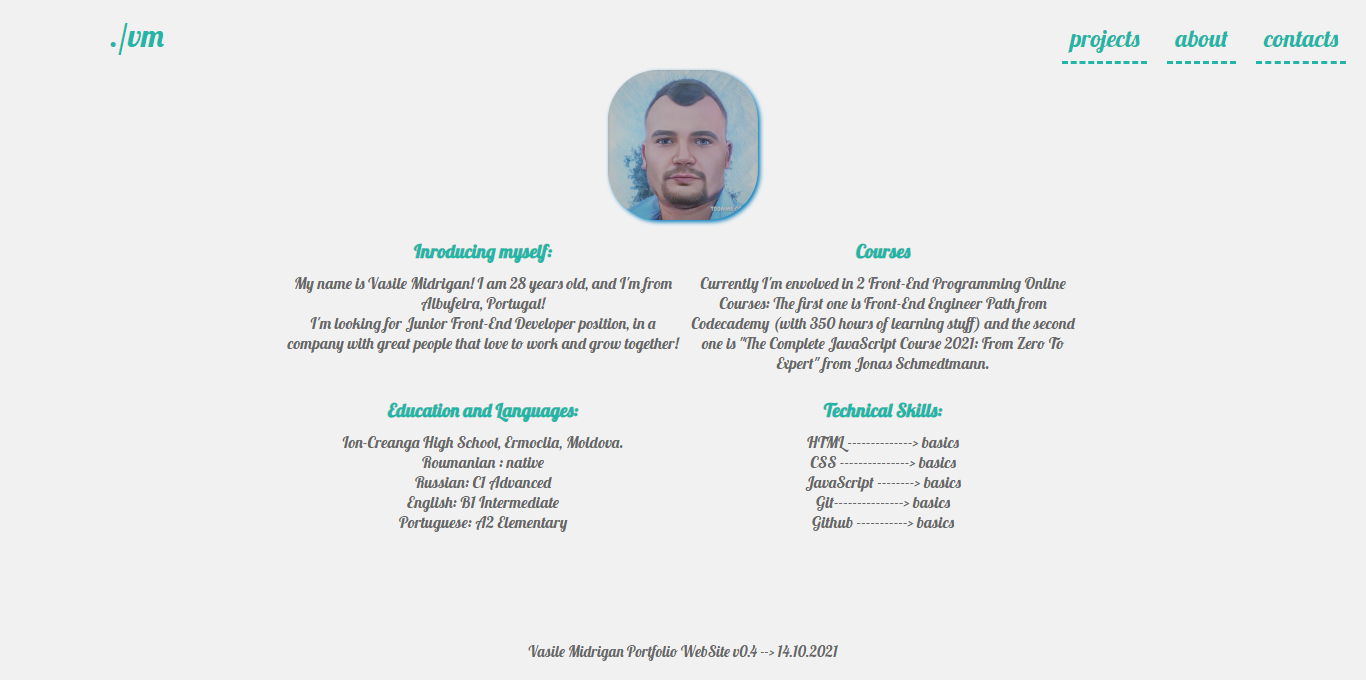 ./vm
projects about contacts
Inroducing myself:
My name is Vasile Midrigan! I am 28 years old, and I'm from
Albufeira, Portugal!
I'm looking for Junior Front-End Developer position, in a
company with great people that love to work and grow together!
Courses
Currently I'm envolved in 2 Front-End Programming Online
Courses: The first one is Front-End Engineer Path from
Codecademy (with 350 hours of learning stuff) and the second
one is "The Complete JavaScript Course 2021: From Zero To
Expert" from Jonas Schmedtmann.
Education and Languages:
Ion-Creanga High School, Ermoclia, Moldova.
Roumanian : native
Russian: C1 Advanced
English: B1 Intermediate
Portuguese: A2 Elementary
Technical Skills:
HTML --------------> basics
CSS ---------------> basics
JavaScript --------> basics
Git---------------> basics
Github -----------> basics
Vasile Midrigan Portfolio WebSite v0.4 --> 14.10.2021